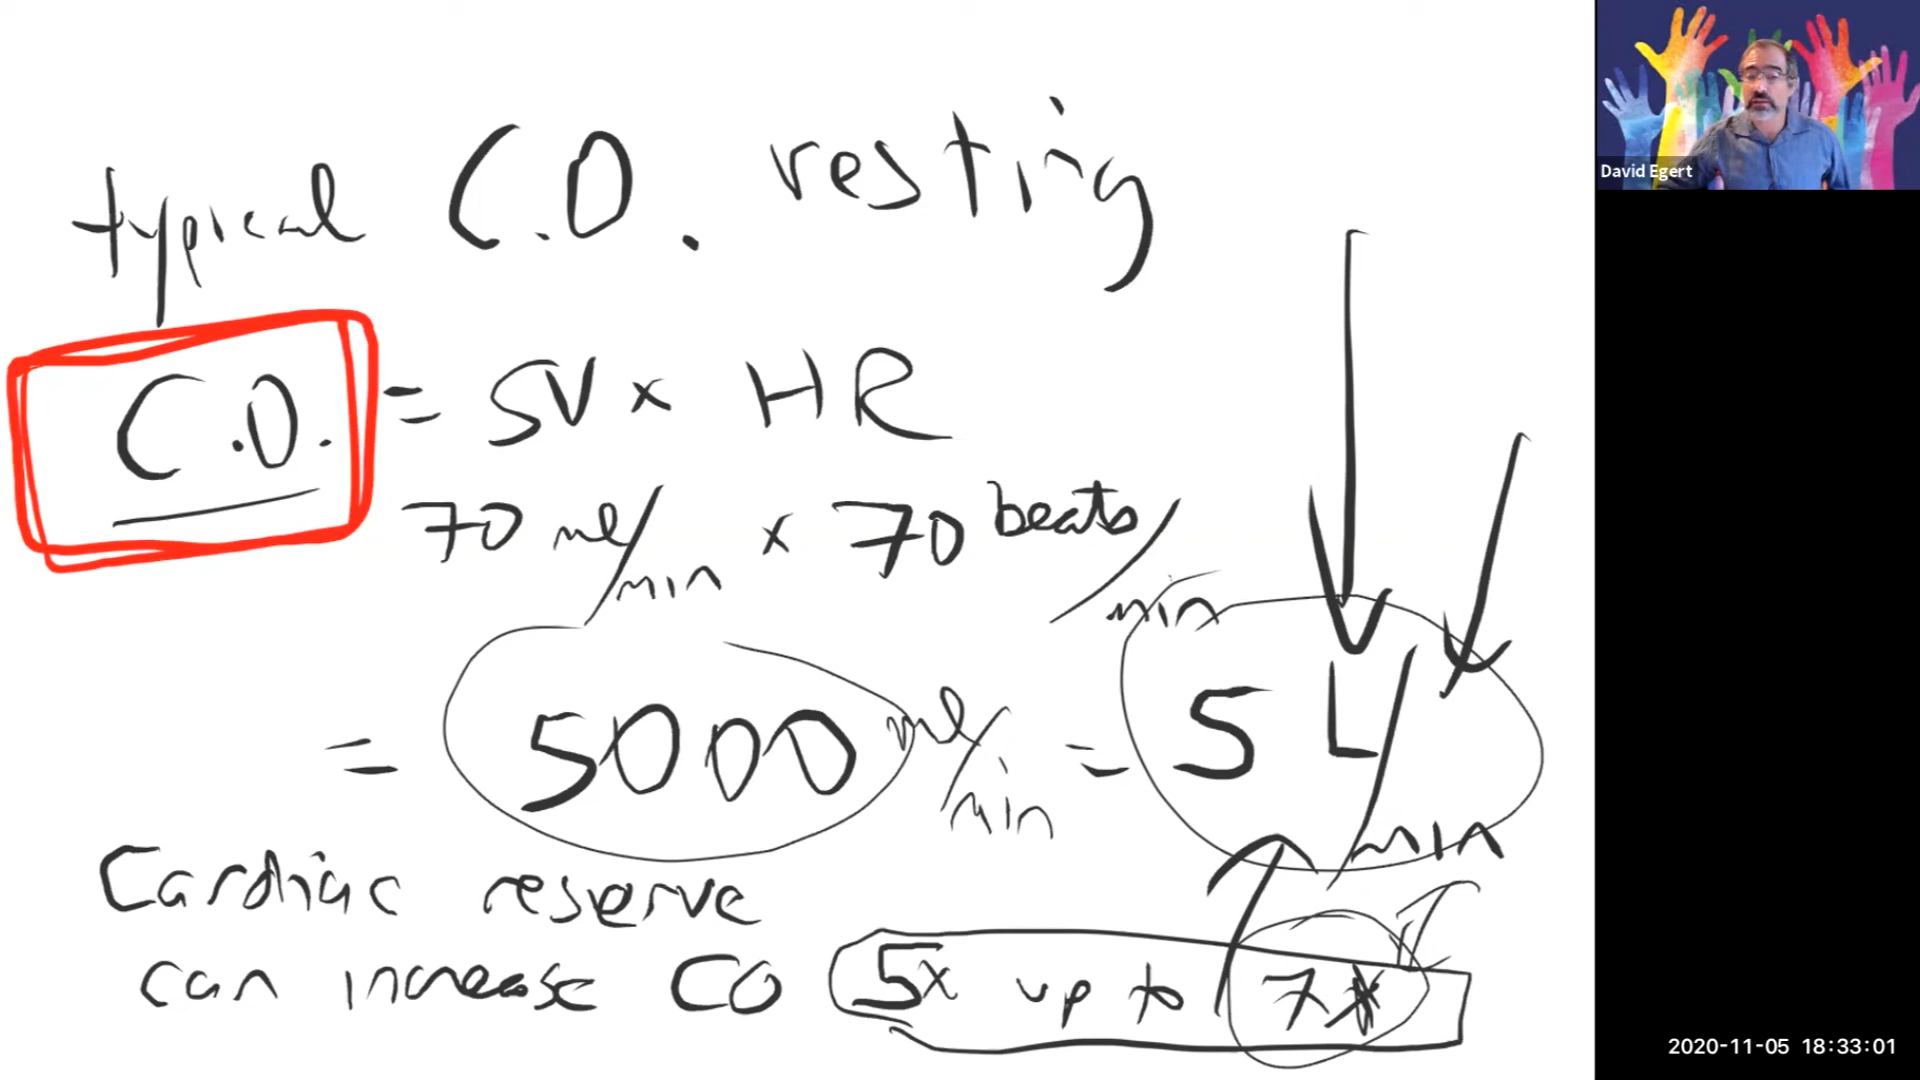 typical C.O. resting
C.O. = SV x HR
70 ml/min x 70 beats/min
= 5000 ml/min = 5 L/min
Cardiac reserve
can increase CO 5x up to 7x
David Egert
2020-11-05 18:33:01